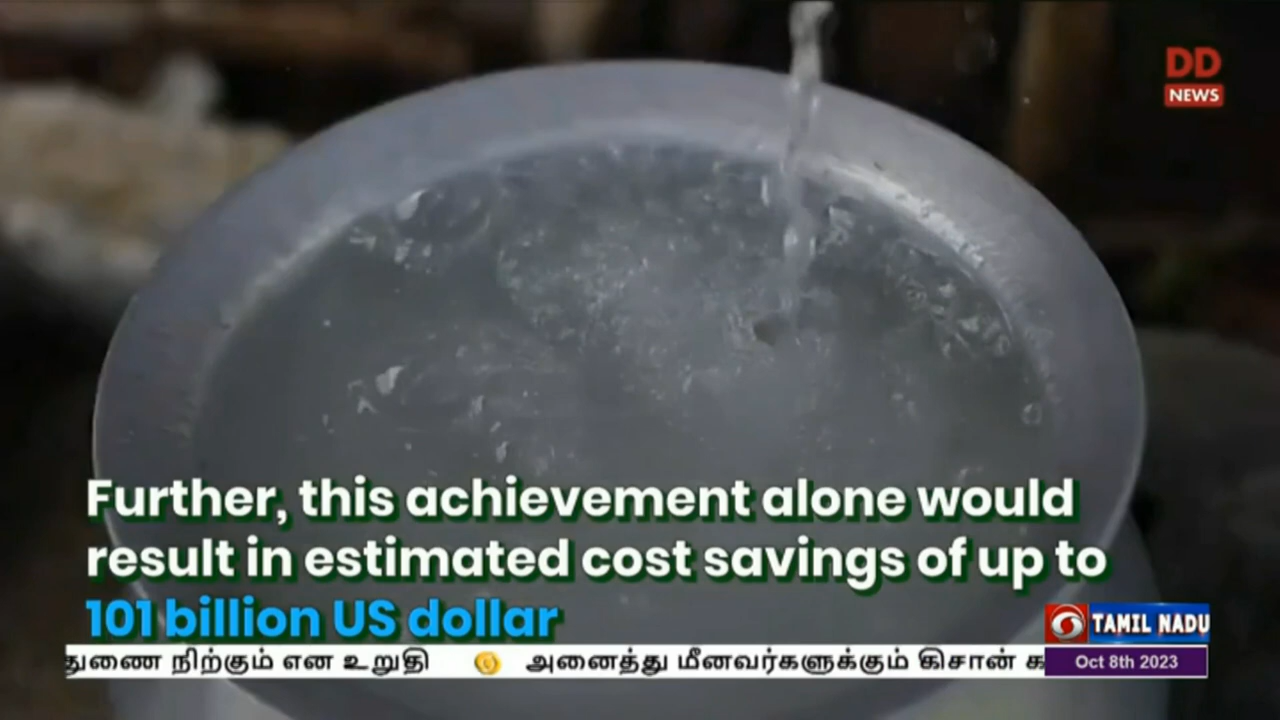 DD
NEWS
Further, this achievement alone would
result in estimated cost savings of up to
101 billion US dollar
TAMIL NADU
துணை நிற்கும் என உறுதி அனைத்து மீனவர்களுக்கும் கிசான்
Oct 8th 2023